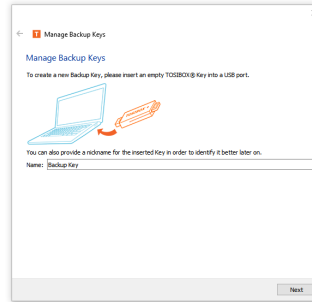 Manage Backup Keys
Manage Backup Keys
To create a new Backup Key, please insert an empty TOSIBOX® Key into a USB port.
You can also provide a nickname for the inserted Key in order to identify it better later on.
Name: Backup Key
Next